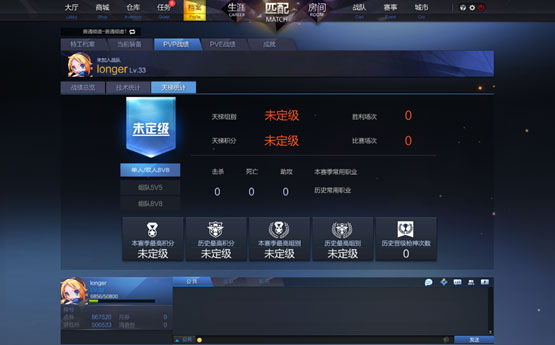 大厅 商城 仓库 任务 档案 生涯 匹配 房间 战队 赛事 城市
CAREER MATCH ROOM
特工档案 当前装备 PVP战绩 PVE战绩 成就
未加入战队
longer Lv.33
战绩总览 技术统计 天梯统计
未定级
天梯组别 未定级 胜利场次 0
天梯积分 未定级 比赛场次 0
单人/双人8V8
组队5V5
组队8V8
击杀 死亡 助攻 本赛季常用职业
0 0 0 历史常用职业
本赛季最高积分 历史最高积分 本赛季最高组别 历史最高组别 历史晋级枪神次数
未定级 未定级 未定级 未定级 0
longer
公共
发送